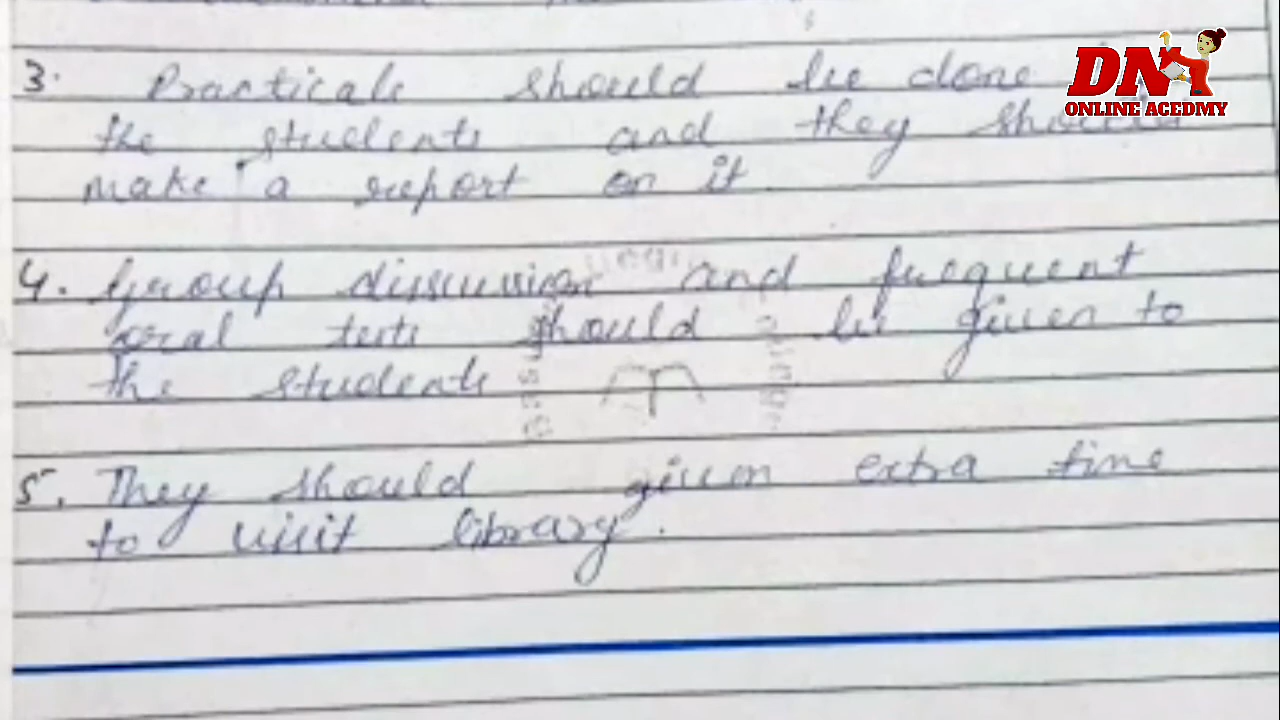 3. Practicals should be done
the students and they should
make a report on it
4. Group discussion and frequent
oral tests should be given to
the students
5. They should given extra time
to visit library.
DN
ONLINE ACEDMY